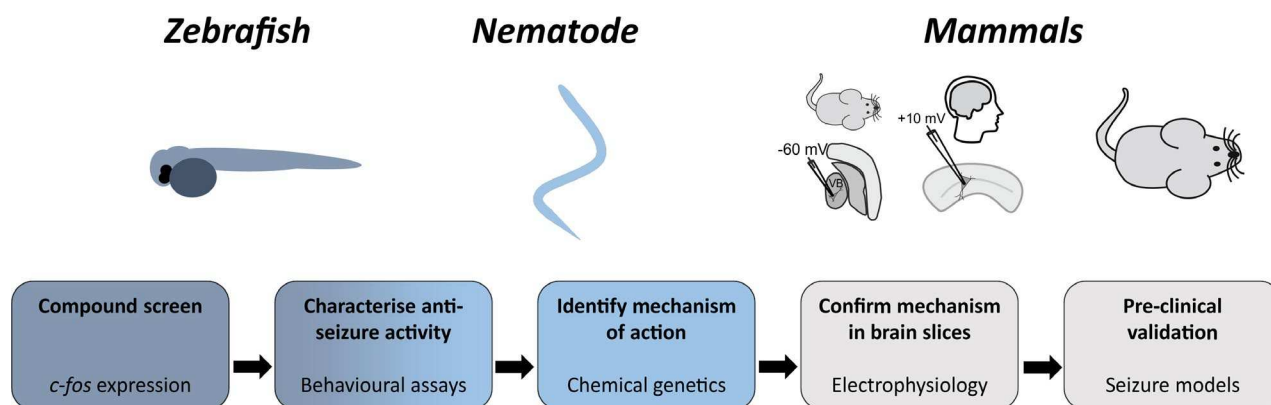 Zebrafish
Nematode
Mammals
+10 mV
-60 mV
VB
Compound screen
c-fos expression
Characterise anti-
seizure activity
Behavioural assays
Identify mechanism
of action
Chemical genetics
Confirm mechanism
in brain slices
Electrophysiology
Pre-clinical
validation
Seizure models